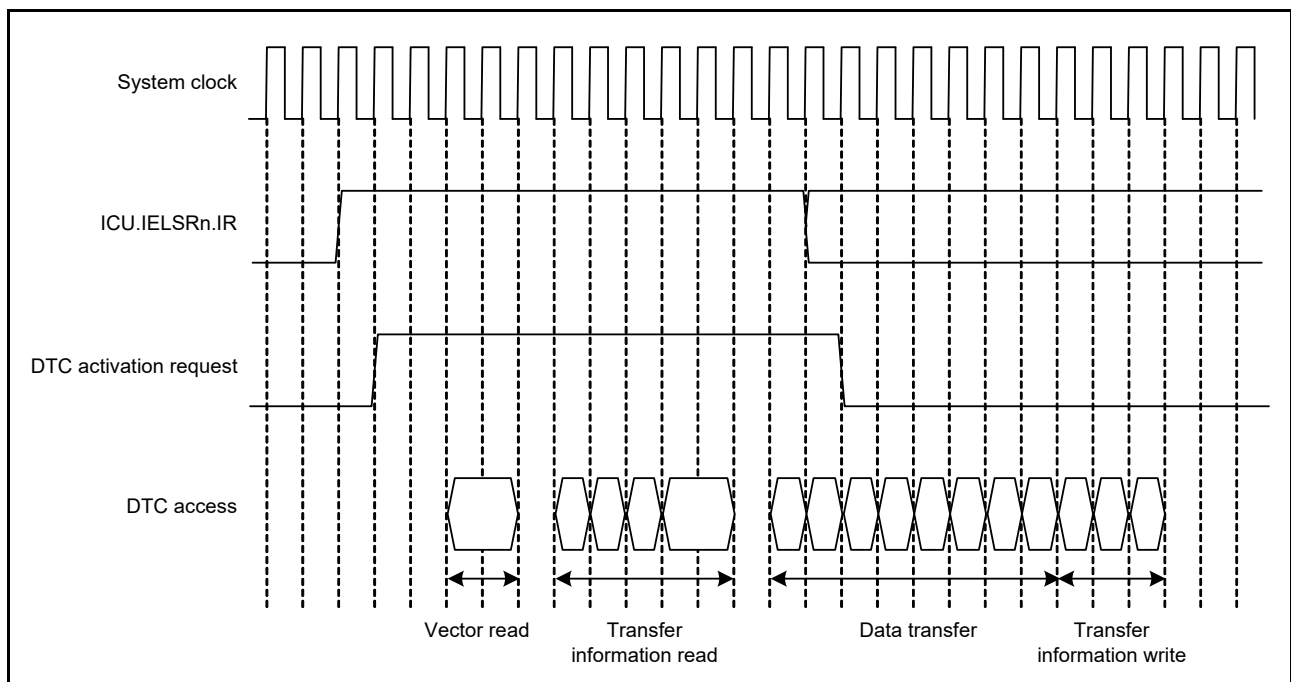 System clock
ICU.IELSRn.IR
DTC activation request
DTC access
Vector read
Transfer
information read
Data transfer
Transfer
information write